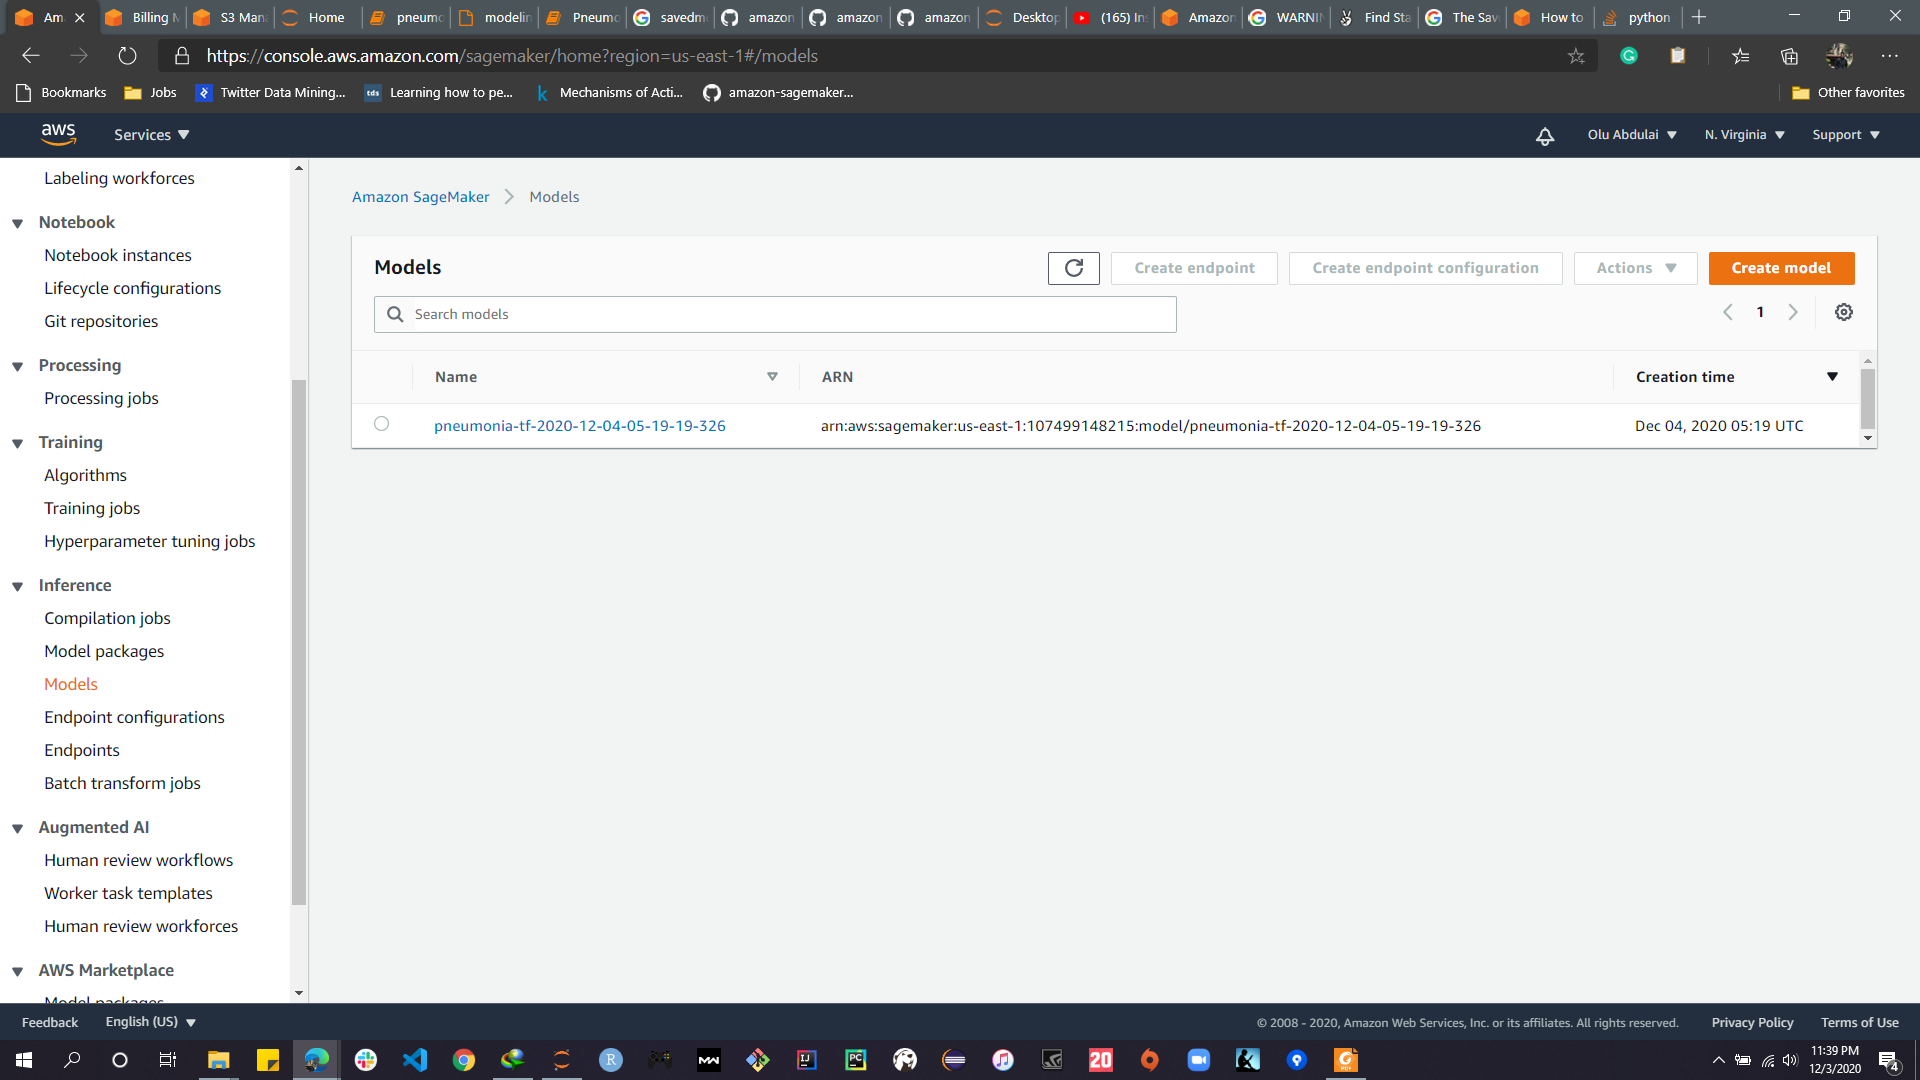 Am
Billing M
S3 Man
Home
pneumo
modelin
Pneumo
savedmo
amazon
amazon
amazon
Desktop
(165) In
Amazon
WARNIN
Find Sta
The Sav
How to
python
https://console.aws.amazon.com/sagemaker/home?region=us-east-1#/models
Bookmarks
Jobs
Twitter Data Mining...
tds
Learning how to pe...
k
Mechanisms of Acti...
amazon-sagemaker...
Other favorites
aws
Services
Olu Abdulai
N. Virginia
Support
Labeling workforces
Notebook
Notebook instances
Lifecycle configurations
Git repositories
Processing
Processing jobs
Training
Algorithms
Training jobs
Hyperparameter tuning jobs
Inference
Compilation jobs
Model packages
Models
Endpoint configurations
Endpoints
Batch transform jobs
Augmented AI
Human review workflows
Worker task templates
Human review workforces
AWS Marketplace
Model packages
Amazon SageMaker
Models
Models
Create endpoint
Create endpoint configuration
Actions
Create model
Search models
1
Name
ARN
Creation time
pneumonia-tf-2020-12-04-05-19-19-326
arn:aws:sagemaker:us-east-1:107499148215:model/pneumonia-tf-2020-12-04-05-19-19-326
Dec 04, 2020 05:19 UTC
Feedback
English (US)
© 2008 - 2020, Amazon Web Services, Inc. or its affiliates. All rights reserved.
Privacy Policy
Terms of Use
R
IJ
PC
20
11:39 PM
12/3/2020
4